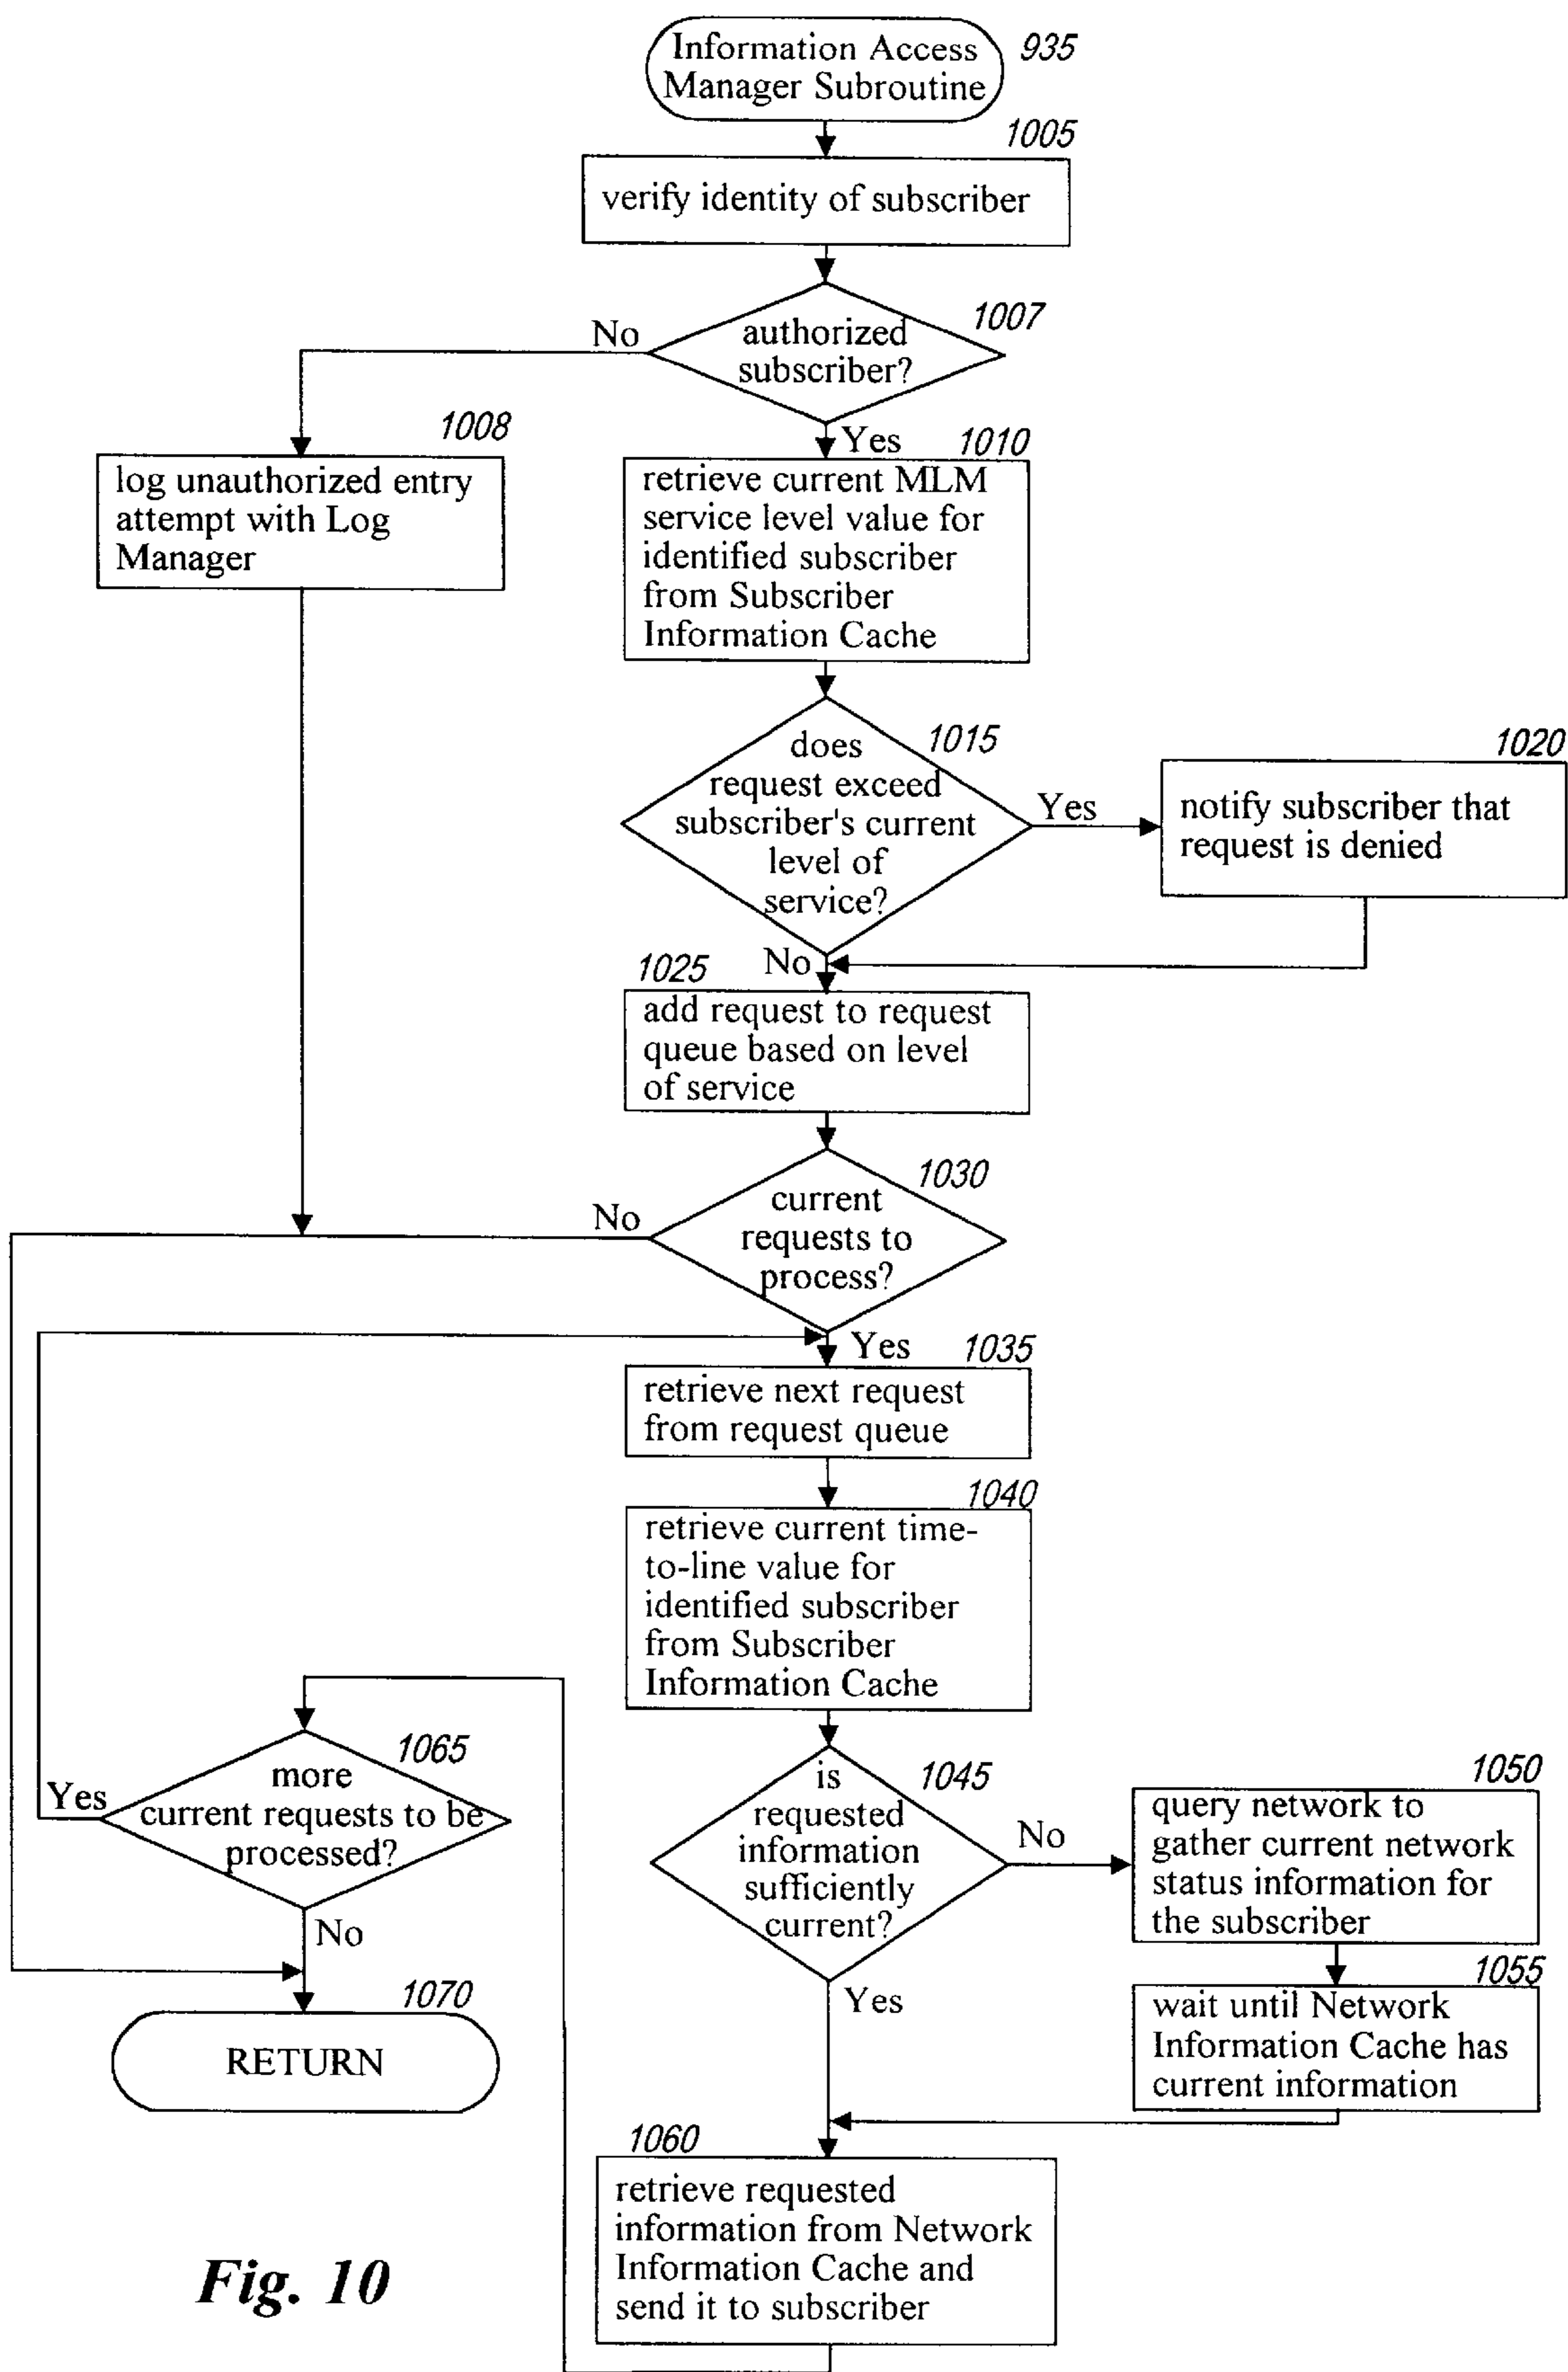 Information Access
Manager Subroutine
935
1005
verify identity of subscriber
1007
authorized
subscriber?
No
Yes
1008
log unauthorized entry
attempt with Log
Manager
1010
retrieve current MLM
service level value for
identified subscriber
from Subscriber
Information Cache
1015
does
request exceed
subscriber's current
level of
service?
Yes
1020
notify subscriber that
request is denied
No
1025
add request to request
queue based on level
of service
1030
current
requests to
process?
No
Yes
1035
retrieve next request
from request queue
1040
retrieve current time-
to-line value for
identified subscriber
from Subscriber
Information Cache
1045
is
requested
information
sufficiently
current?
No
1050
query network to
gather current network
status information for
the subscriber
1055
wait until Network
Information Cache has
current information
Yes
1060
retrieve requested
information from Network
Information Cache and
send it to subscriber
1065
more
current requests to be
processed?
Yes
No
1070
RETURN
Fig. 10